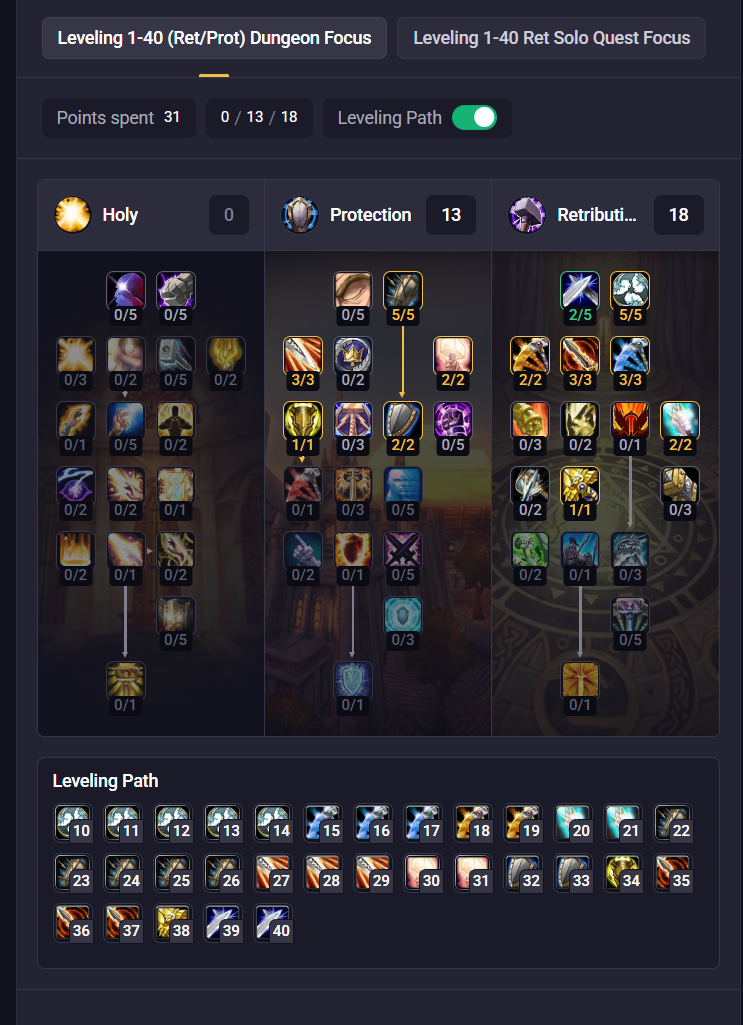 Leveling 1-40 (Ret/Prot) Dungeon Focus Leveling 1-40 Ret Solo Quest Focus
Points spent 31 0 / 13 / 18 Leveling Path
Holy 0 Protection 13 Retributi... 18
0/5 0/5 0/5 5/5 2/5 5/5
0/3 0/2 0/5 0/2 3/3 0/2 2/2 2/2 3/3 3/3
0/1 0/5 0/2 1/1 0/3 2/2 0/5 0/3 0/2 0/1 2/2
0/2 0/2 0/1 0/1 0/3 0/5 0/2 1/1 0/3
0/2 0/1 0/2 0/2 0/1 0/5 0/2 0/1 0/3
0/5 0/3 0/5
0/1 0/1 0/1
Leveling Path
10 11 12 13 14 15 16 17 18 19 20 21 22
23 24 25 26 27 28 29 30 31 32 33 34 35
36 37 38 39 40